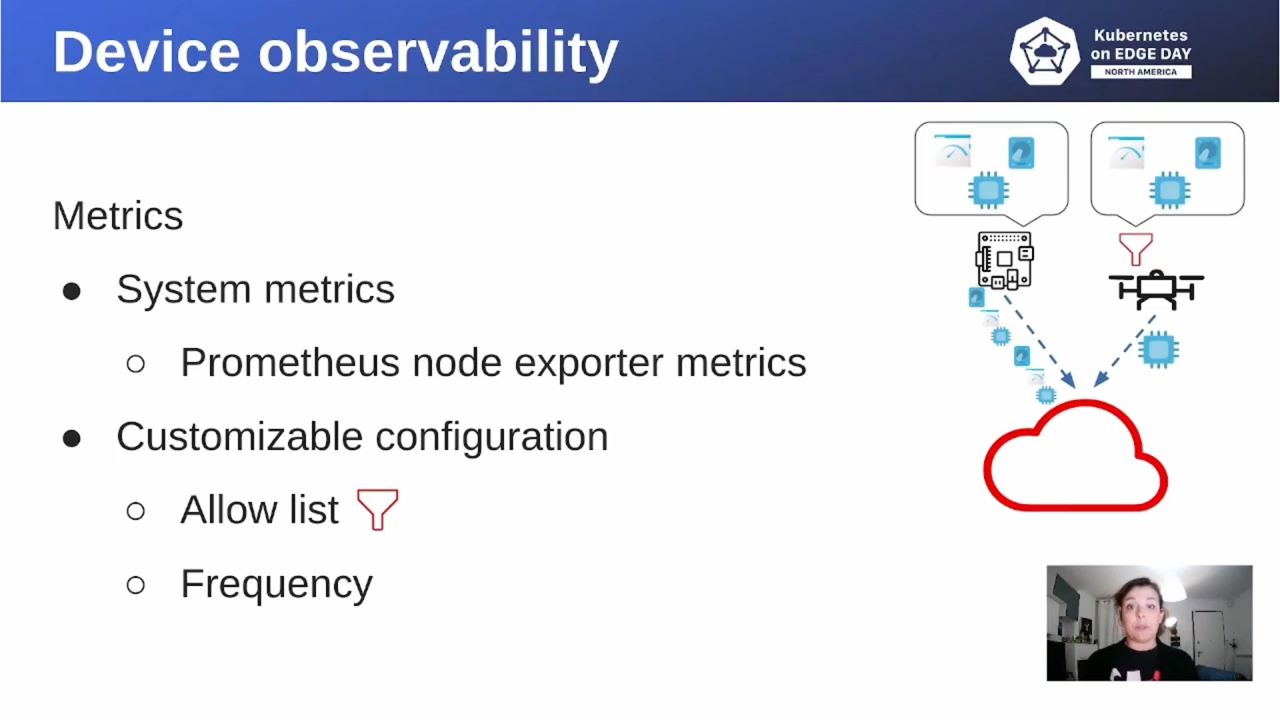 Device observability
Kubernetes
on EDGE DAY
NORTH AMERICA
Metrics
● System metrics
○ Prometheus node exporter metrics
● Customizable configuration
○ Allow list
○ Frequency